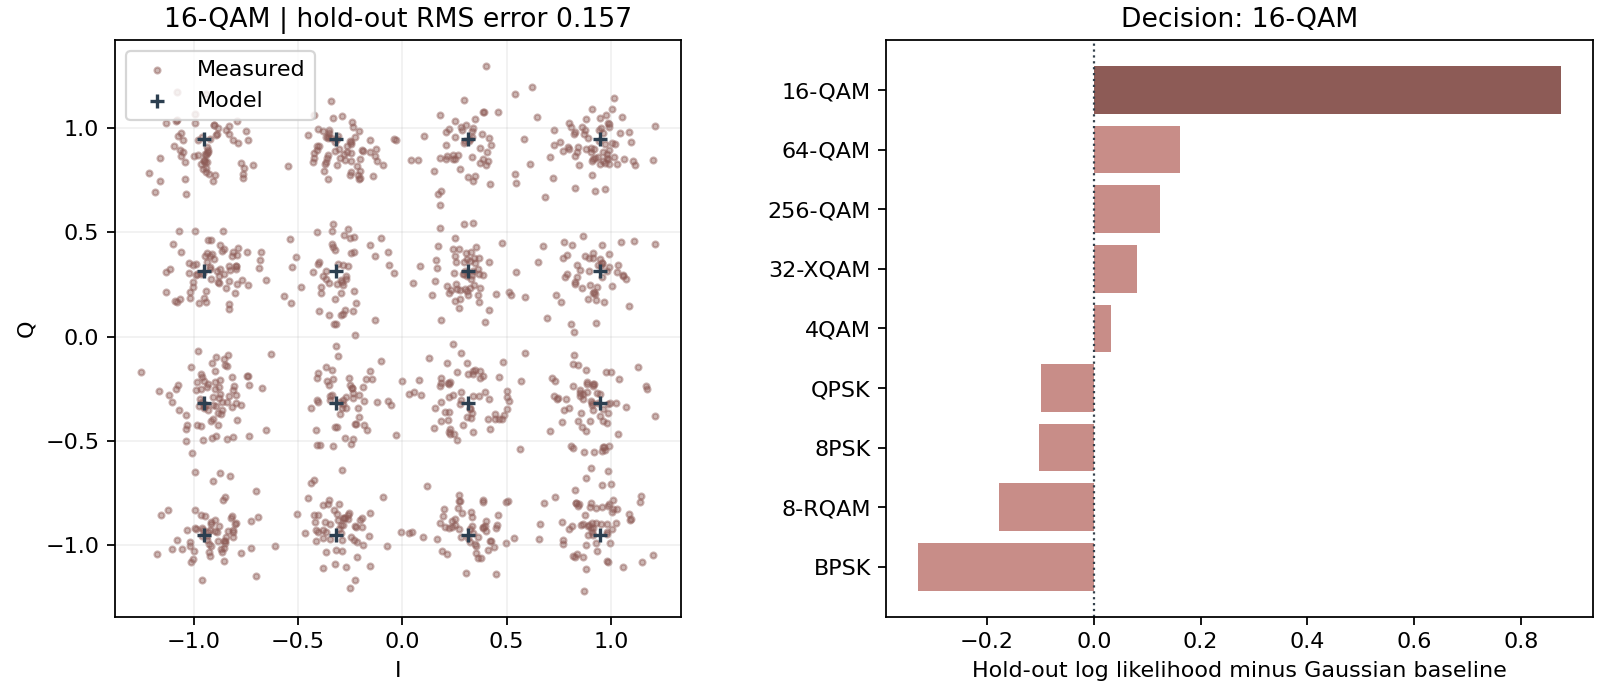 16-QAM | hold-out RMS error 0.157
Measured
Model
Q
1.0
0.5
0.0
−0.5
−1.0
−1.0
−0.5
0.0
0.5
1.0
I
Decision: 16-QAM
16-QAM
64-QAM
256-QAM
32-XQAM
4QAM
QPSK
8PSK
8-RQAM
BPSK
−0.2
0.0
0.2
0.4
0.6
0.8
Hold-out log likelihood minus Gaussian baseline